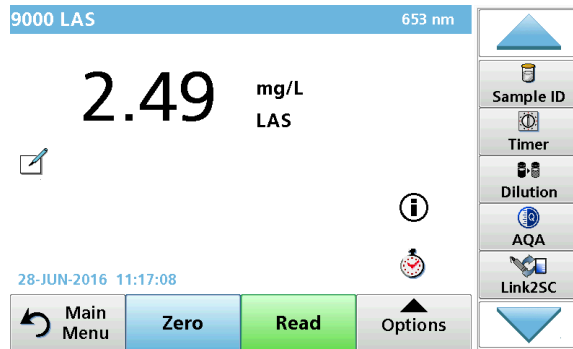 9000 LAS
653 nm
2.49
mg/L
LAS
28-JUN-2016 11:17:08
Main
Menu
Zero
Read
Options
Sample ID
Timer
Dilution
AQA
Link2SC